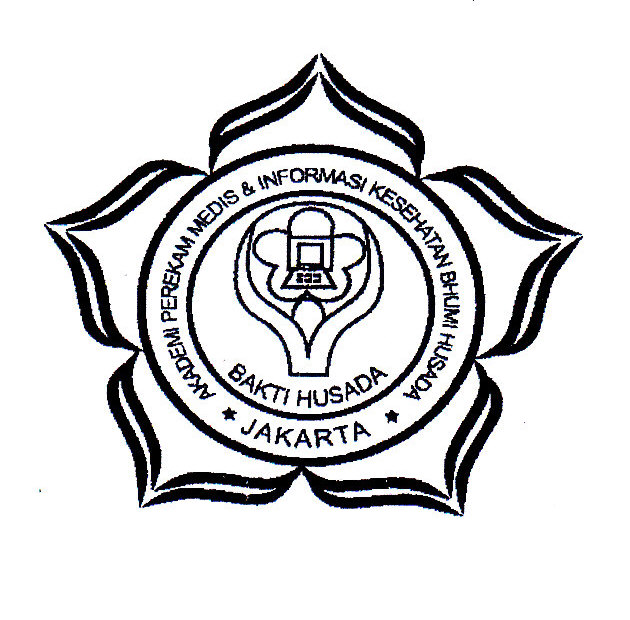 AKADEMI PEREKAM MEDIS & INFORMASI KESEHATAN BHUMI HUSADA
BAKTI HUSADA
JAKARTA